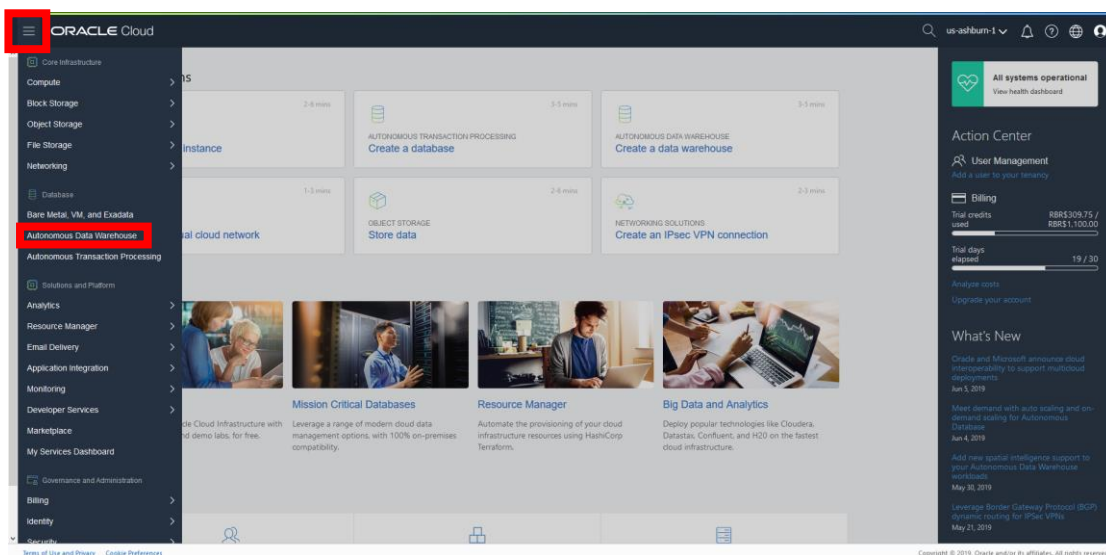 ORACLE Cloud
us-ashburn-1
Core Infrastructure
Compute
Block Storage
Object Storage
File Storage
Networking
Database
Bare Metal, VM, and Exadata
Autonomous Data Warehouse
Autonomous Transaction Processing
Solutions and Platform
Analytics
Resource Manager
Email Delivery
Application Integration
Monitoring
Developer Services
Marketplace
My Services Dashboard
Governance and Administration
Billing
Identity
Security
ns
2-6 mins
instance
3-5 mins
AUTONOMOUS TRANSACTION PROCESSING
Create a database
3-5 mins
AUTONOMOUS DATA WAREHOUSE
Create a data warehouse
1-3 mins
ual cloud network
2-6 mins
OBJECT STORAGE
Store data
2-3 mins
NETWORKING SOLUTIONS
Create an IPsec VPN connection
cle Cloud Infrastructure with
nd demo labs, for free.
Mission Critical Databases
Leverage a range of modern cloud data
management options, with 100% on-premises
compatibility.
Resource Manager
Automate the provisioning of your cloud
infrastructure resources using HashiCorp
Terraform.
Big Data and Analytics
Deploy popular technologies like Cloudera,
Datastax, Confluent, and H20 on the fastest
cloud infrastructure.
All systems operational
View health dashboard
Action Center
User Management
Add a user to your tenancy
Billing
Trial credits
used
RBR$309.75 /
RBR$1,100.00
Trial days
elapsed
19 / 30
Analyze costs
Upgrade your account
What's New
Oracle and Microsoft announce cloud
interoperability to support multicloud
deployments
Jun 5, 2019
Meet demand with auto scaling and on-
demand scaling for Autonomous
Database
Jun 4, 2019
Add new spatial intelligence support to
your Autonomous Data Warehouse
workloads
May 30, 2019
Leverage Border Gateway Protocol (BGP)
dynamic routing for IPSec VPNs
May 21, 2019
Terms of Use and Privacy Cookie Preferences
Copyright © 2019, Oracle and/or its affiliates. All rights reserved